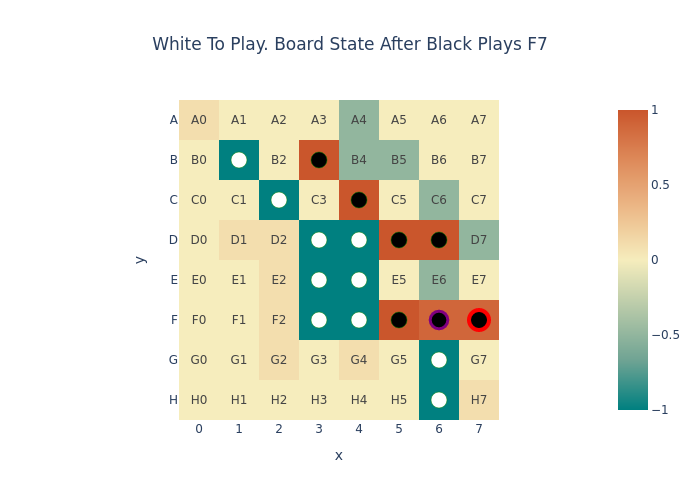 White To Play. Board State After Black Plays F7
A A0 A1 A2 A3 A4 A5 A6 A7
B B0 B2 B4 B5 B6 B7
C C0 C1 C3 C5 C6 C7
D D0 D1 D2 D7
E E0 E1 E2 E5 E6 E7
F F0 F1 F2
G G0 G1 G2 G3 G4 G5 G7
H H0 H1 H2 H3 H4 H5 H7
0 1 2 3 4 5 6 7
x
y
1
0.5
0
−0.5
−1